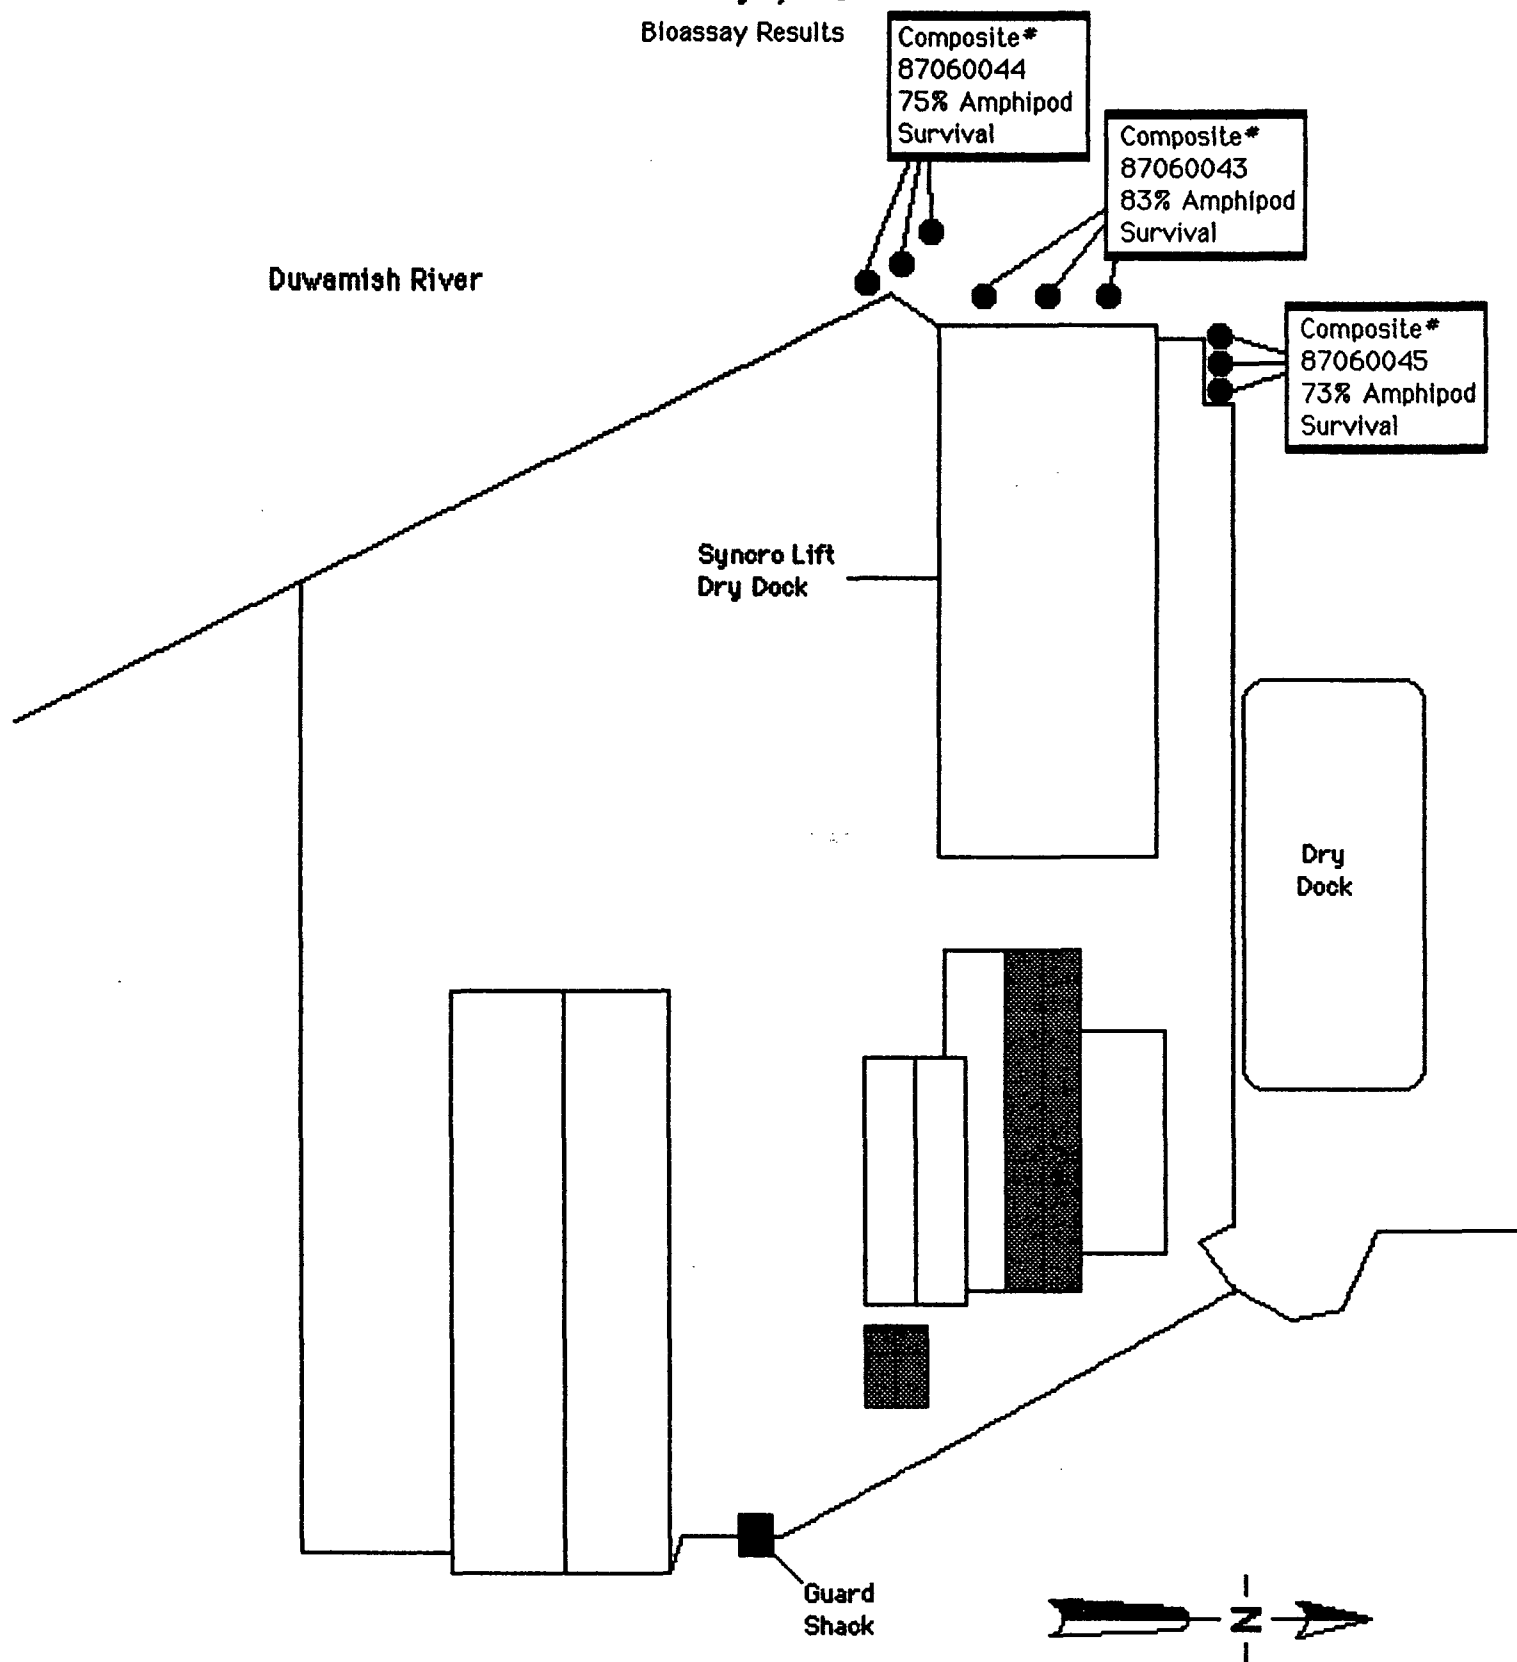 Bioassay Results
Composite#
87060044
75% Amphipod
Survival
Composite#
87060043
83% Amphipod
Survival
Duwamish River
Composite#
87060045
73% Amphipod
Survival
Syncro Lift
Dry Dock
Dry
Dock
Guard
Shack
N